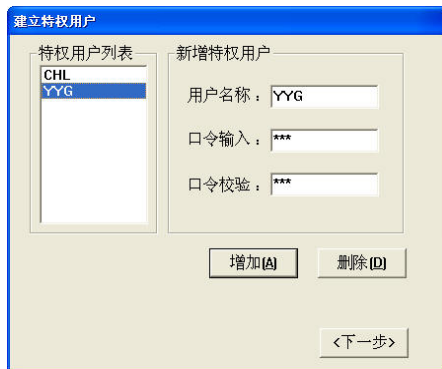 建立特权用户
特权用户列表
CHL
YYG
新增特权用户
用户名称： YYG
口令输入： ***
口令校验： ***
增加(A)
删除(D)
<下一步>